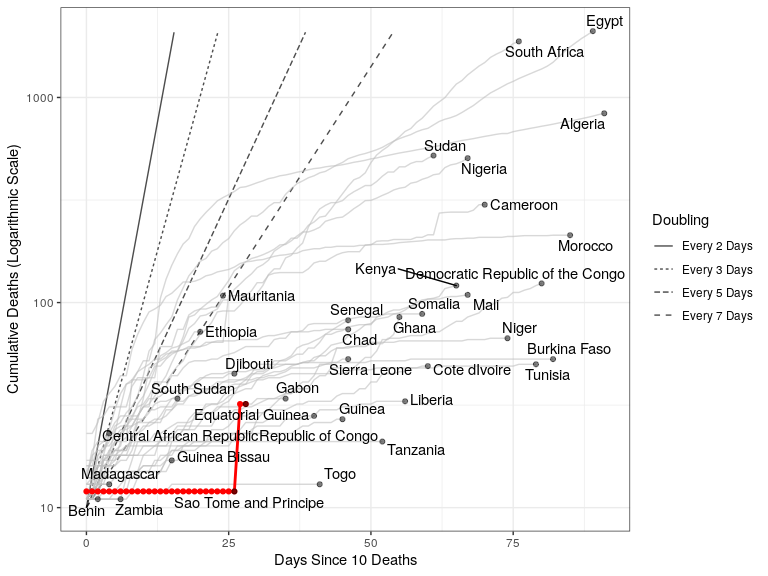 Egypt
South Africa
1000
Algeria
Sudan
Nigeria
Cameroon
Morocco
Kenya
Democratic Republic of the Congo
Mauritania
100
Senegal
Somalia
Mali
Ethiopia
Chad
Ghana
Niger
Djibouti
Burkina Faso
Sierra Leone
Cote dIvoire
Tunisia
South Sudan
Gabon
Liberia
Equatorial Guinea
Guinea
Central African Republic
Republic of Congo
Tanzania
Guinea Bissau
Madagascar
Togo
Sao Tome and Principe
10
Benin
Zambia
0
25
50
75
Days Since 10 Deaths
Cumulative Deaths (Logarithmic Scale)
Doubling
Every 2 Days
Every 3 Days
Every 5 Days
Every 7 Days